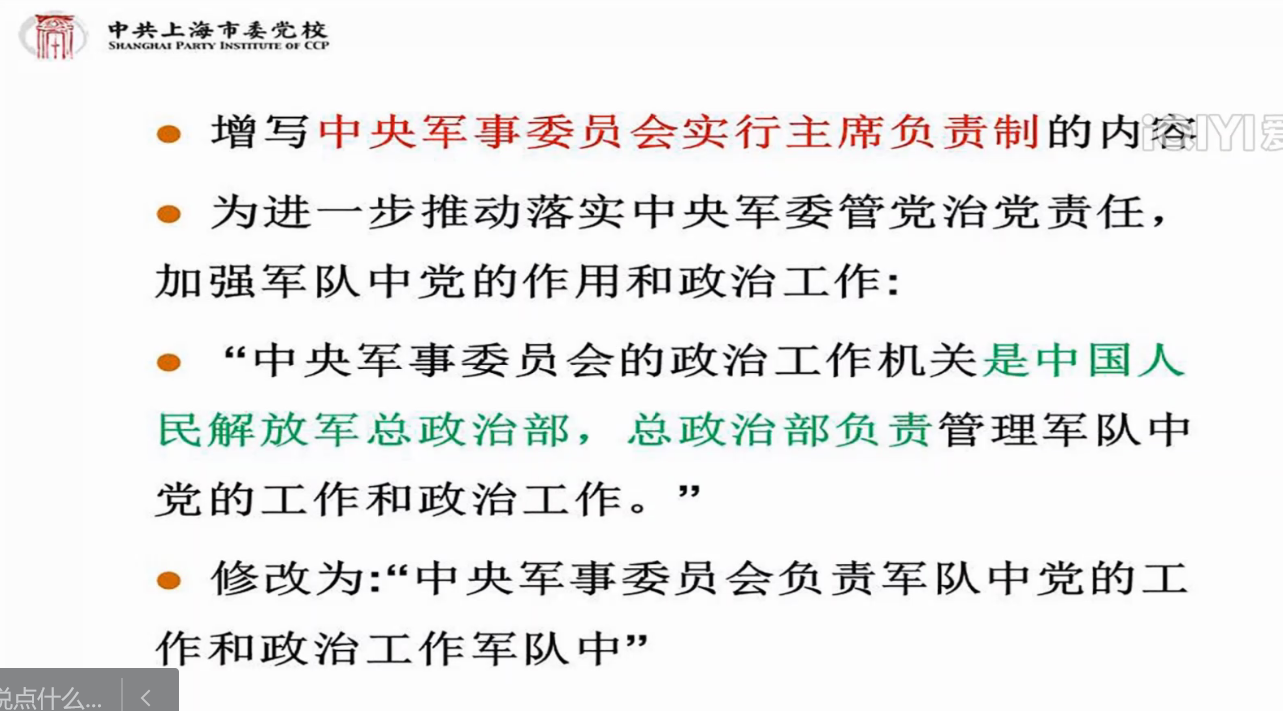 中共上海市委党校
SHANGHAI PARTY INSTITUTE OF CCP
● 增写中央军事委员会实行主席负责制的内容
iQIYI爱
● 为进一步推动落实中央军委管党治党责任，
加强军队中党的作用和政治工作:
● “中央军事委员会的政治工作机关是中国人
民解放军总政治部，总政治部负责管理军队中
党的工作和政治工作。”
● 修改为:“中央军事委员会负责军队中党的工
作和政治工作军队中”
说点什么...